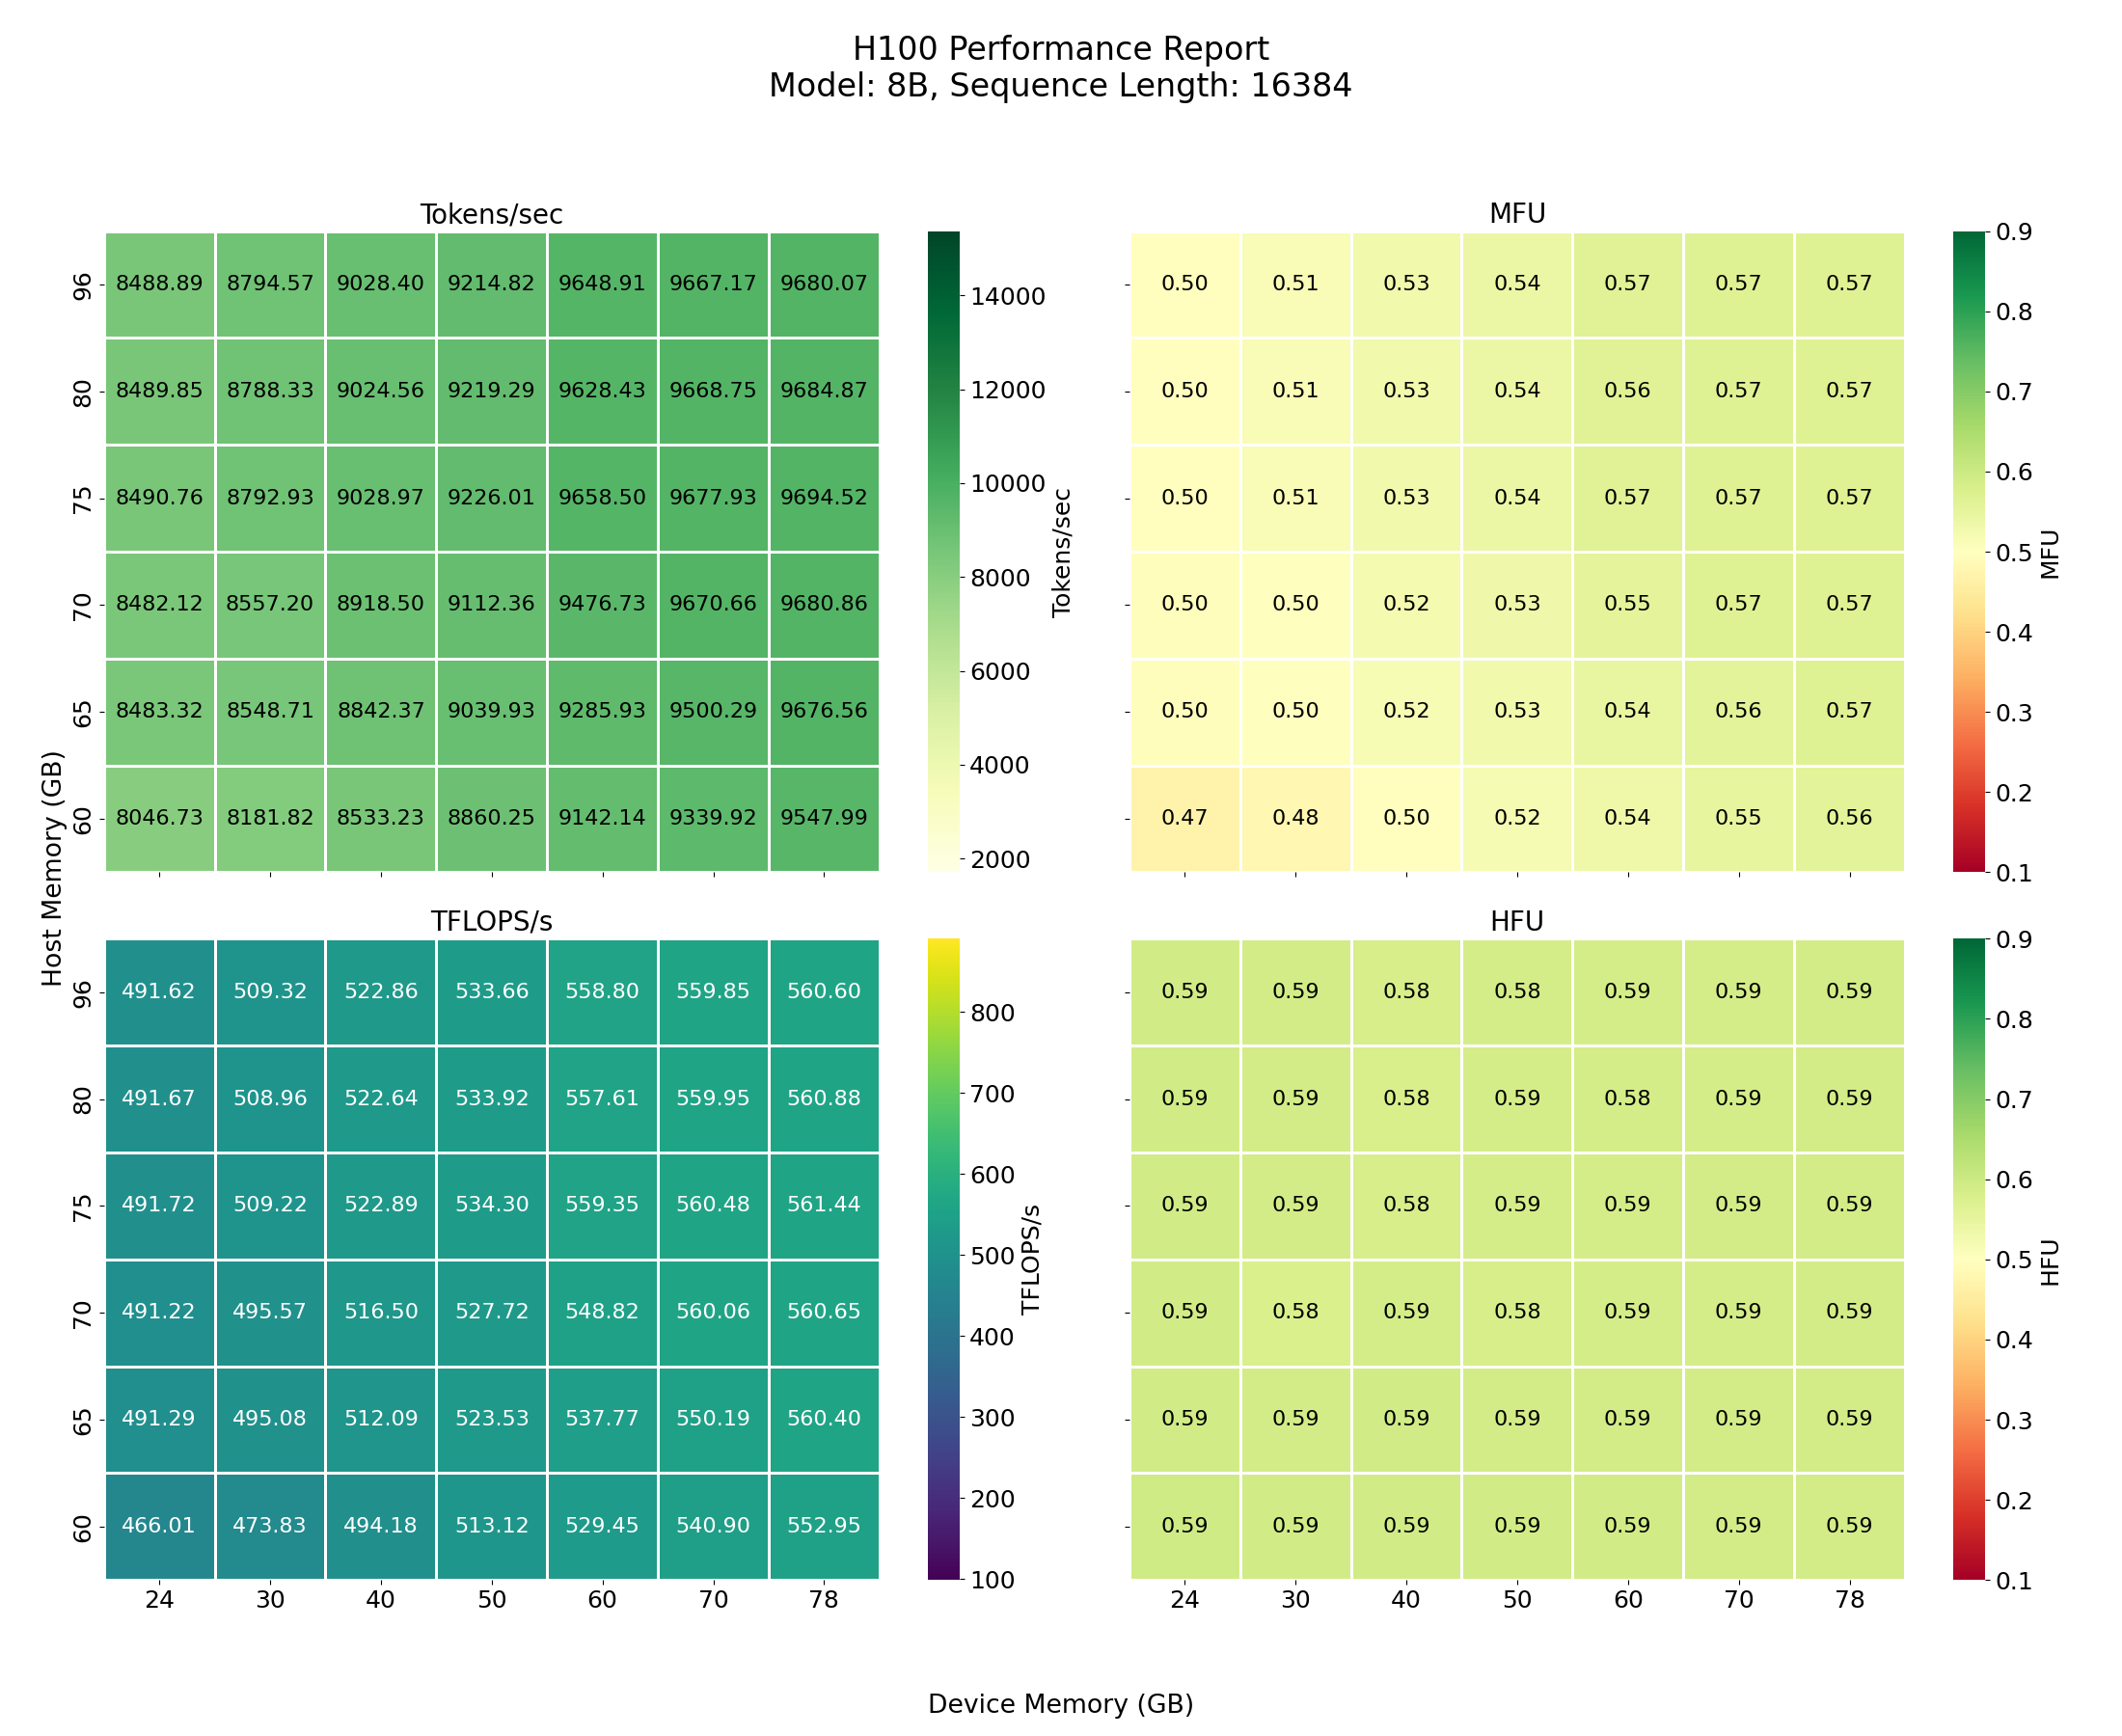 H100 Performance Report
Model: 8B, Sequence Length: 16384
Tokens/sec
96 8488.89 8794.57 9028.40 9214.82 9648.91 9667.17 9680.07
80 8489.85 8788.33 9024.56 9219.29 9628.43 9668.75 9684.87
75 8490.76 8792.93 9028.97 9226.01 9658.50 9677.93 9694.52
70 8482.12 8557.20 8918.50 9112.36 9476.73 9670.66 9680.86
65 8483.32 8548.71 8842.37 9039.93 9285.93 9500.29 9676.56
60 8046.73 8181.82 8533.23 8860.25 9142.14 9339.92 9547.99
14000
12000
10000
8000
6000
4000
2000
Tokens/sec
MFU
0.50 0.51 0.53 0.54 0.57 0.57 0.57
0.50 0.51 0.53 0.54 0.56 0.57 0.57
0.50 0.51 0.53 0.54 0.57 0.57 0.57
0.50 0.50 0.52 0.53 0.55 0.57 0.57
0.50 0.50 0.52 0.53 0.54 0.56 0.57
0.47 0.48 0.50 0.52 0.54 0.55 0.56
0.9
0.8
0.7
0.6
0.5
0.4
0.3
0.2
0.1
MFU
Host Memory (GB)
TFLOPS/s
96 491.62 509.32 522.86 533.66 558.80 559.85 560.60
80 491.67 508.96 522.64 533.92 557.61 559.95 560.88
75 491.72 509.22 522.89 534.30 559.35 560.48 561.44
70 491.22 495.57 516.50 527.72 548.82 560.06 560.65
65 491.29 495.08 512.09 523.53 537.77 550.19 560.40
60 466.01 473.83 494.18 513.12 529.45 540.90 552.95
24 30 40 50 60 70 78
800
700
600
500
400
300
200
100
TFLOPS/s
HFU
0.59 0.59 0.58 0.58 0.59 0.59 0.59
0.59 0.59 0.58 0.59 0.58 0.59 0.59
0.59 0.59 0.58 0.59 0.59 0.59 0.59
0.59 0.58 0.59 0.58 0.59 0.59 0.59
0.59 0.59 0.59 0.59 0.59 0.59 0.59
0.59 0.59 0.59 0.59 0.59 0.59 0.59
24 30 40 50 60 70 78
0.9
0.8
0.7
0.6
0.5
0.4
0.3
0.2
0.1
HFU
Device Memory (GB)